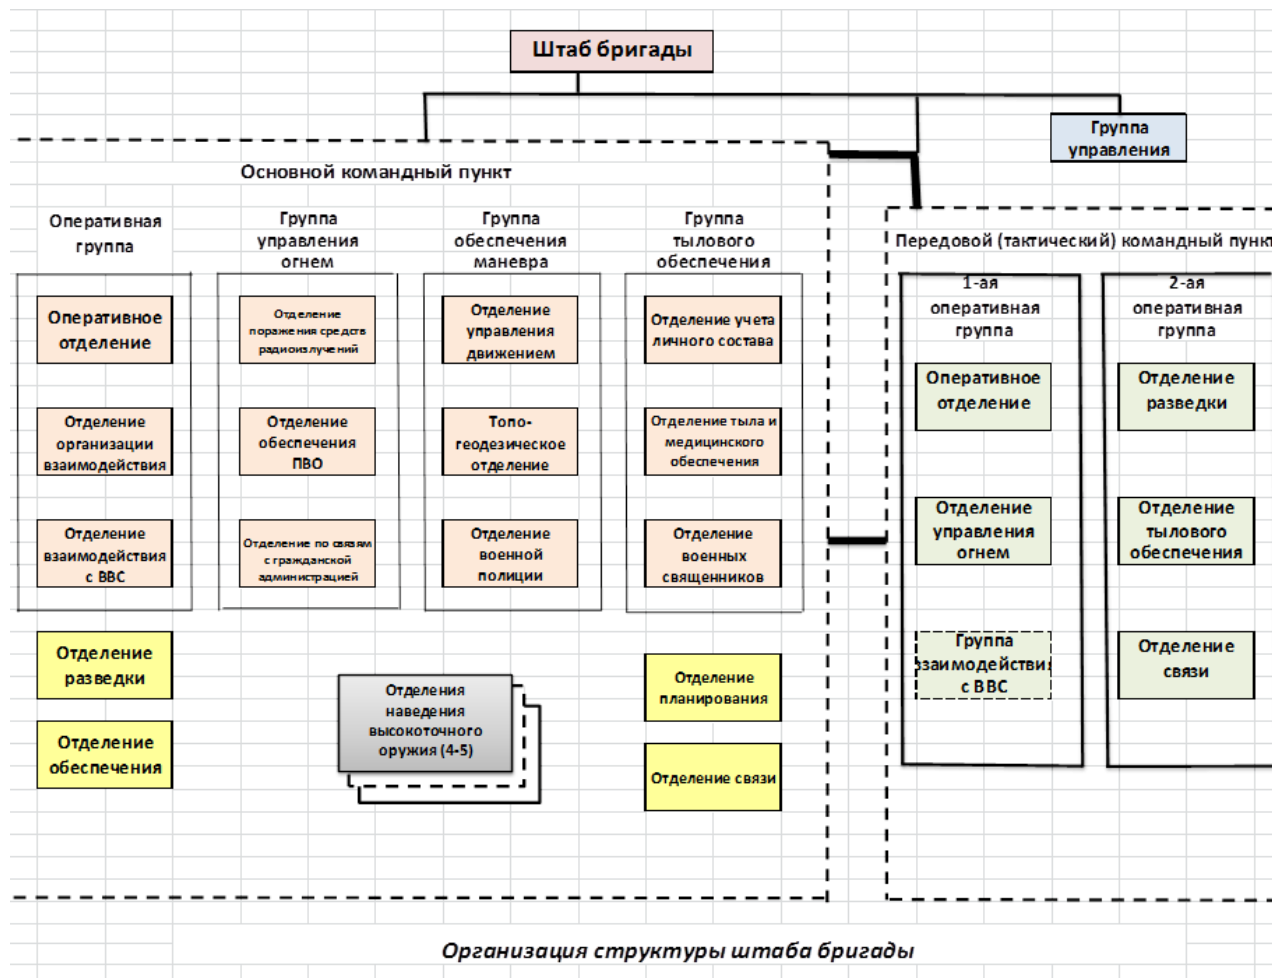 Штаб бригады
Группа
управления
Основной командный пункт
Оперативная
группа
Группа
управления
огнем
Группа
обеспечения
маневра
Группа
тылового
обеспечения
Передовой (тактический) командный пункт
1-ая
оперативная
группа
2-ая
оперативная
группа
Оперативное
отделение
Отделение
поражения средств
радиоизлучений
Отделение
управления
движением
Отделение учета
личного состава
Оперативное
отделение
Отделение
разведки
Отделение
организации
взаимодействия
Отделение
обеспечения
ПВО
Топо-
геодезическое
отделение
Отделение тыла и
медицинского
обеспечения
Отделение
управления
огнем
Отделение
тылового
обеспечения
Отделение
взаимодействия
с ВВС
Отделение по связям
с гражданской
администрацией
Отделение
военной
полиции
Отделение
военных
священников
Группа
взаимодействия
с ВВС
Отделение
связи
Отделение
разведки
Отделение
обеспечения
Отделения
наведения
высокоточного
оружия (4-5)
Отделение
планирования
Отделение связи
Организация структуры штаба бригады